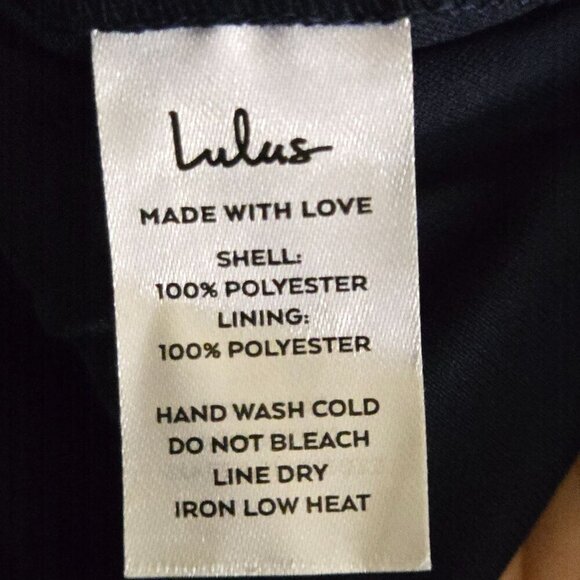 Lulus
MADE WITH LOVE
SHELL:
100% POLYESTER
LINING:
100% POLYESTER
HAND WASH COLD
DO NOT BLEACH
LINE DRY
IRON LOW HEAT